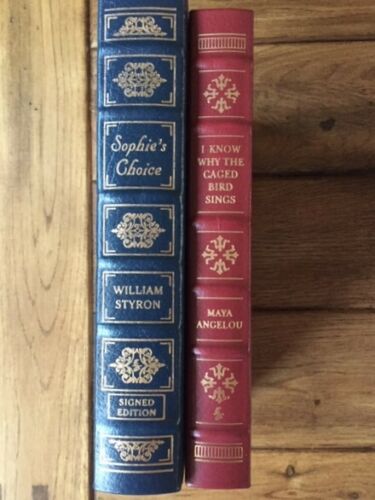 Sophie's
Choice
WILLIAM
STYRON
SIGNED
EDITION
I KNOW
WHY THE
CAGED
BIRD
SINGS
MAYA
ANGELOU